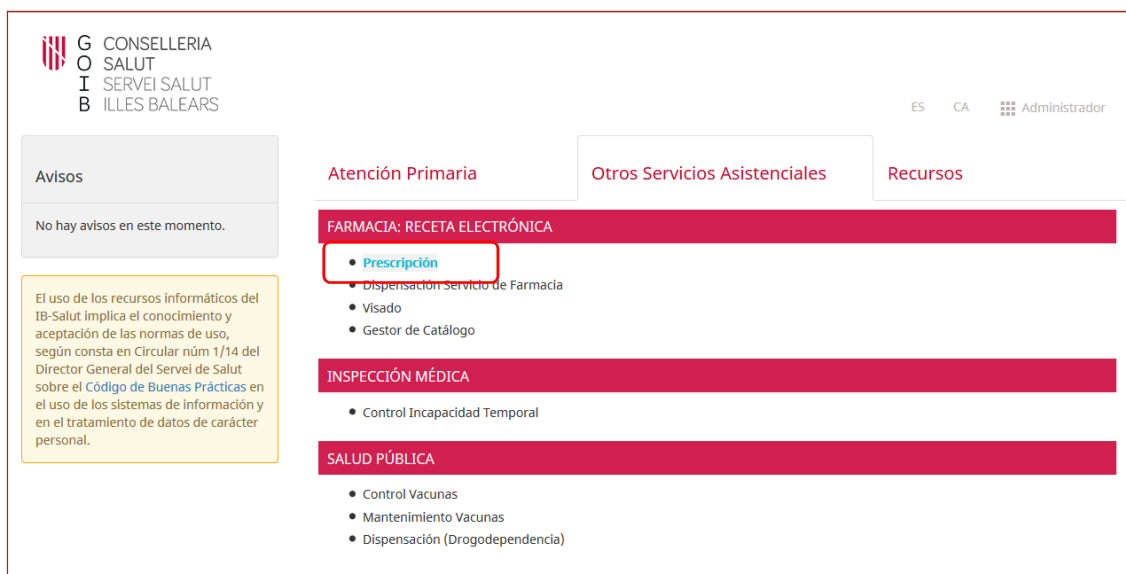 G CONSELLERIA
O SALUT
I SERVEI SALUT
B ILLES BALEARS
ES CA Administrador
Avisos
No hay avisos en este momento.
El uso de los recursos informáticos del
IB-Salut implica el conocimiento y
aceptación de las normas de uso,
según consta en Circular núm 1/14 del
Director General del Servei de Salut
sobre el Código de Buenas Prácticas en
el uso de los sistemas de información y
en el tratamiento de datos de carácter
personal.
Atención Primaria
Otros Servicios Asistenciales
Recursos
FARMACIA: RECETA ELECTRÓNICA
Prescripción
Dispensación Servicio de Farmacia
Visado
Gestor de Catálogo
INSPECCIÓN MÉDICA
Control Incapacidad Temporal
SALUD PÚBLICA
Control Vacunas
Mantenimiento Vacunas
Dispensación (Drogodependencia)